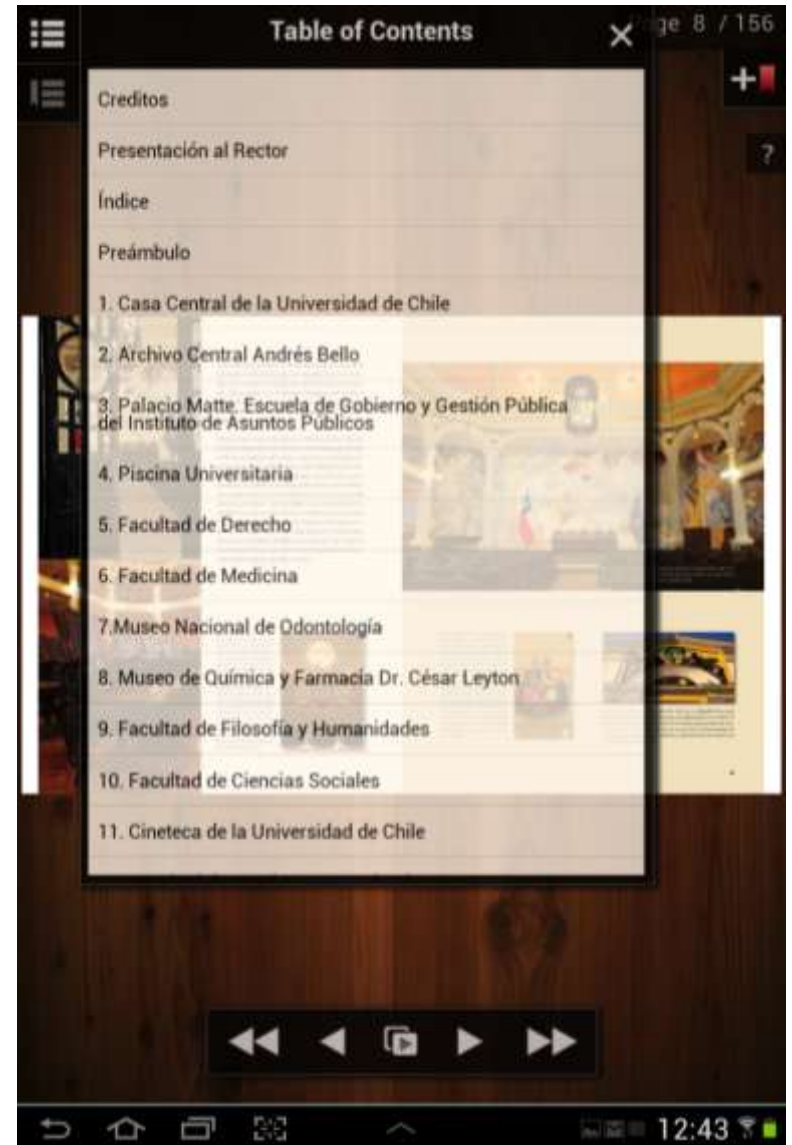 Table of Contents
ge 8 / 156
Creditos
Presentación al Rector
Índice
Preámbulo
1. Casa Central de la Universidad de Chile
2. Archivo Central Andrés Bello
3. Palacio Matte. Escuela de Gobierno y Gestión Pública
del Instituto de Asuntos Públicos
4. Piscina Universitaria
5. Facultad de Derecho
6. Facultad de Medicina
7.Museo Nacional de Odontología
8. Museo de Química y Farmacia Dr. César Leyton
9. Facultad de Filosofía y Humanidades
10. Facultad de Ciencias Sociales
11. Cineteca de la Universidad de Chile
?
12:43